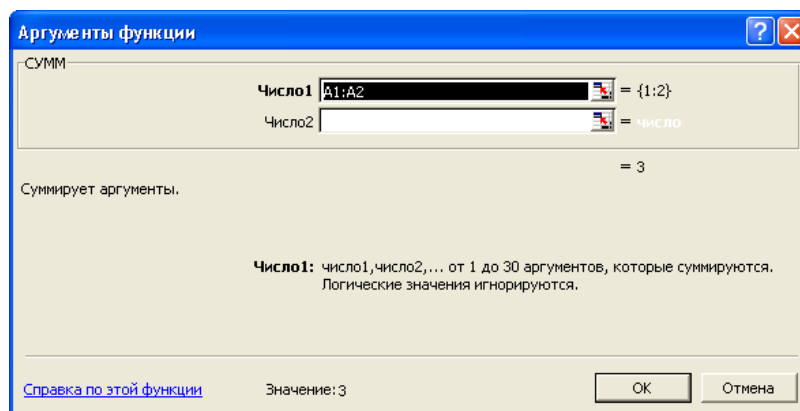 Аргументы функции
СУММ
Число1 A1:A2 = {1:2}
Число2 = число
= 3
Суммирует аргументы.
Число1: число1,число2,... от 1 до 30 аргументов, которые суммируются.
Логические значения игнорируются.
Справка по этой функции Значение:3 ОК Отмена